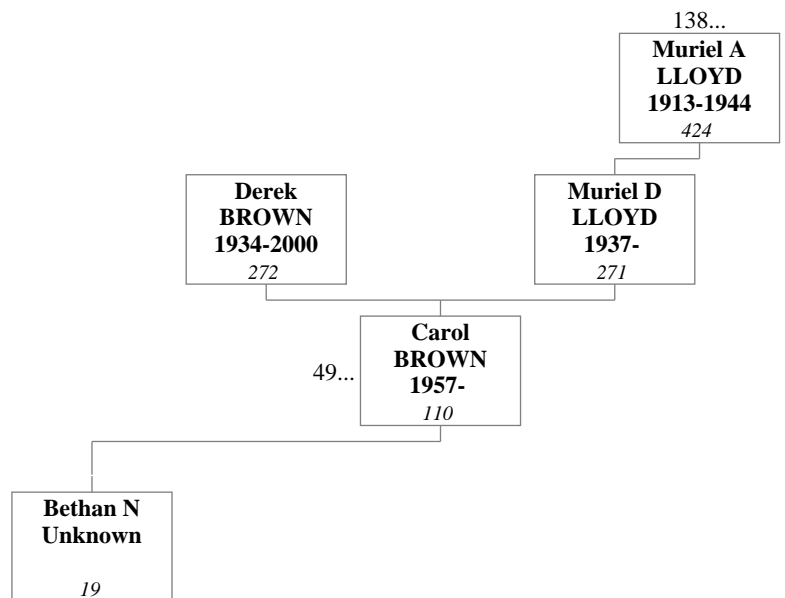 138...
Muriel A
LLOYD
1913-1944
424
Derek
BROWN
1934-2000
272
Muriel D
LLOYD
1937-
271
49...
Carol
BROWN
1957-
110
Bethan N
Unknown
19